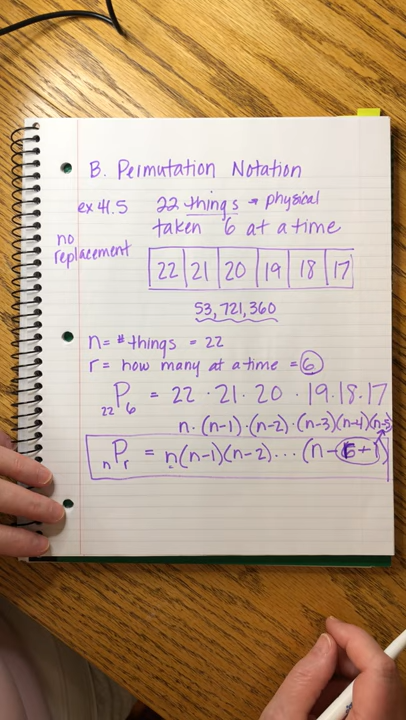 B. Permutation Notation
ex 41.5 22 things → physical
taken 6 at a time
no
replacement
22 21 20 19 18 17
53,721,360
n = # things = 22
r = how many at a time = 6
₂₂P₆ = 22 · 21 · 20 · 19 · 18 · 17
n · (n-1) · (n-2) · (n-3)(n-4)(n-5)
ₙPᵣ = n(n-1)(n-2) ... (n-r+1)